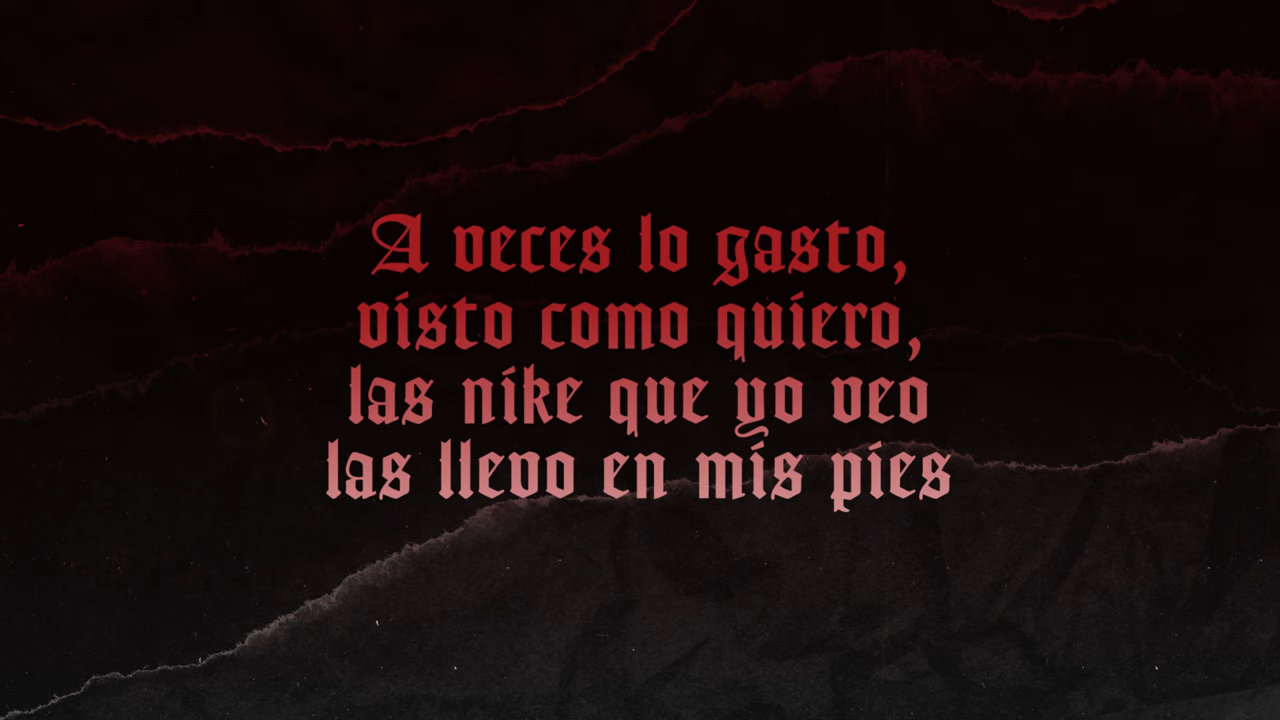 A veces lo gasto,
visto como quiero,
las nike que yo veo
las llevo en mis pies